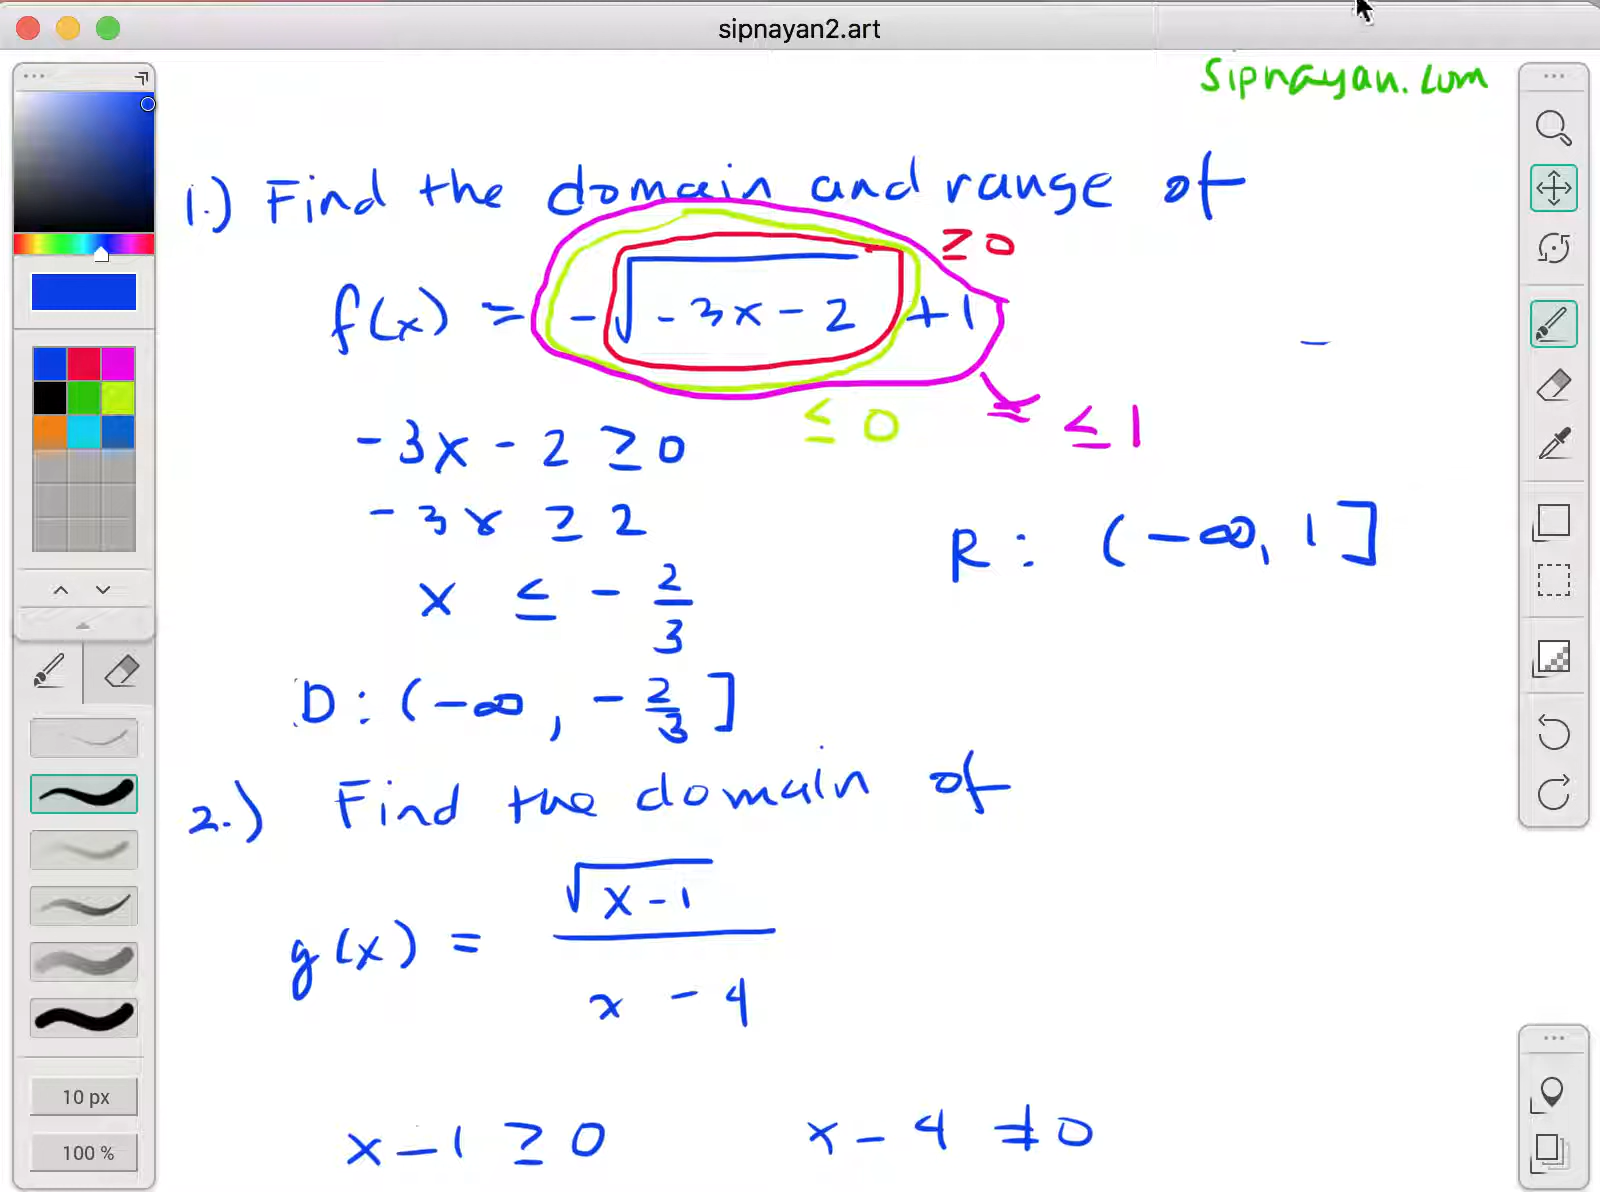 sipnayan2.art
sipnayan.com
1.) Find the domain and range of
f(x) = -√(-3x - 2) + 1
≥ 0
≤ 0
≤ 1
-3x - 2 ≥ 0
-3x ≥ 2
x ≤ - 2/3
R: (-∞, 1]
D: (-∞, - 2/3]
2.) Find the domain of
g(x) = √(x - 1) / (x - 4)
x - 1 ≥ 0
x - 4 ≠ 0
10 px
100 %